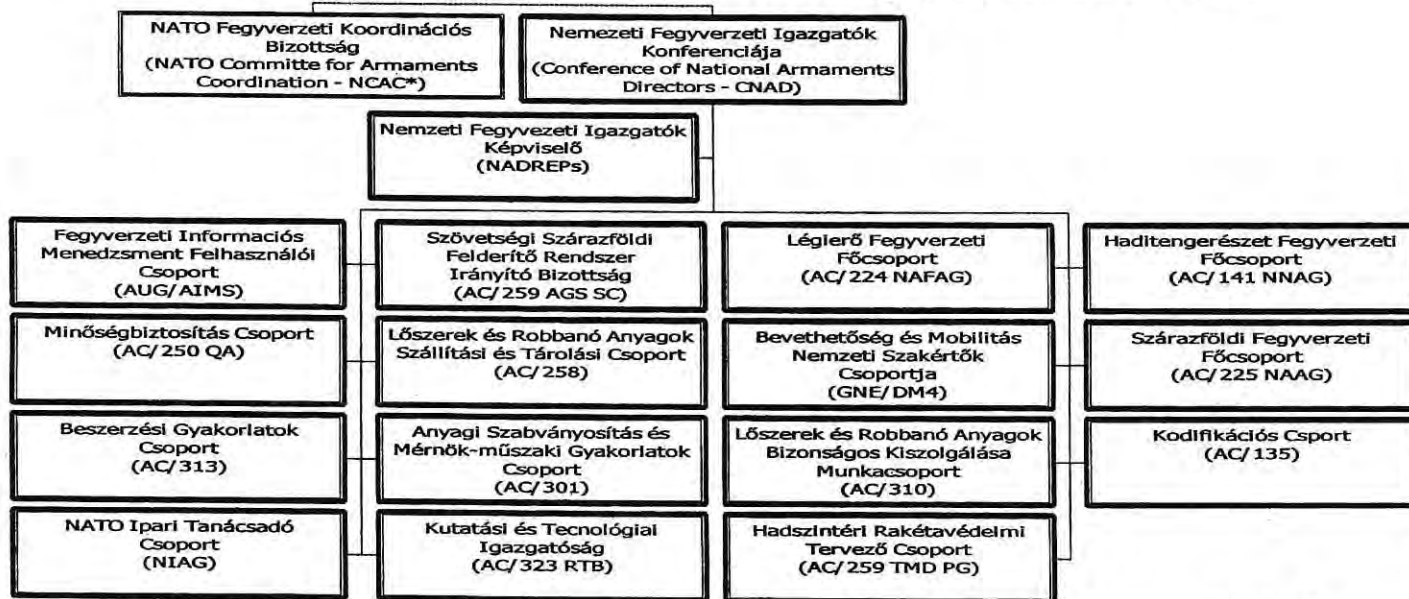 NATO Fegyverzeti Koordinációs
Bizottság
(NATO Committe for Armaments
Coordination - NCAC*)
Nemezeti Fegyverzeti Igazgatók
Konferenciája
(Conference of National Armaments
Directors - CNAD)
Nemzeti Fegyvezeti Igazgatók
Képviselő
(NADREPs)
Fegyverzeti Informaciós
Menedzsment Felhasználói
Csoport
(AUG/AIMS)
Szövetségi Szárazföldi
Felderítő Rendszer
Irányító Bizottság
(AC/259 AGS SC)
Légierő Fegyverzeti
Főcsoport
(AC/224 NAFAG)
Haditengerészet Fegyverzeti
Főcsoport
(AC/141 NNAG)
Minőségbiztosítás Csoport
(AC/250 QA)
Lőszerek és Robbanó Anyagok
Szállítási és Tárolási Csoport
(AC/258)
Bevethetőség és Mobilitás
Nemzeti Szakértők
Csoportja
(GNE/DM4)
Szárazföldi Fegyverzeti
Főcsoport
(AC/225 NAAG)
Beszerzési Gyakorlatok
Csoport
(AC/313)
Anyagi Szabványosítás és
Mérnök-műszaki Gyakorlatok
Csoport
(AC/301)
Lőszerek és Robbanó Anyagok
Bizonságos Kiszolgálása
Munkacsoport
(AC/310)
Kodifikációs Csport
(AC/135)
NATO Ipari Tanácsadó
Csoport
(NIAG)
Kutatási és Tecnológiai
Igazgatóság
(AC/323 RTB)
Hadszintéri Rakétavédelmi
Tervező Csoport
(AC/259 TMD PG)